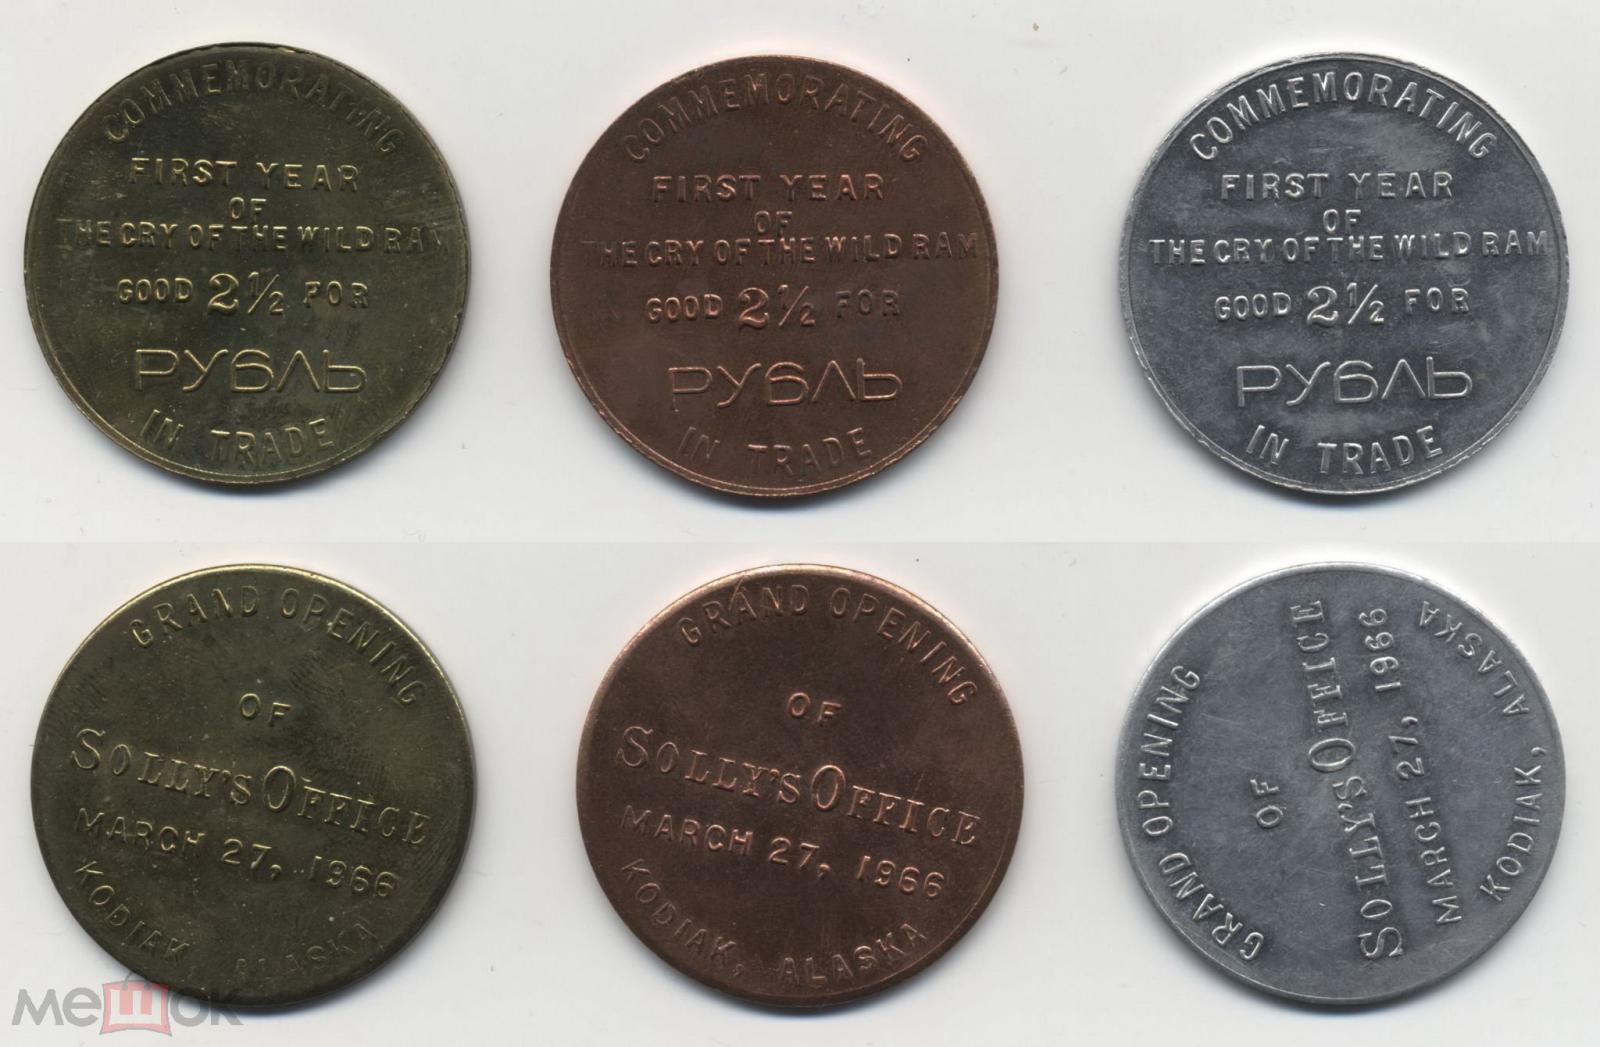 COMMEMORATING
FIRST YEAR
OF
THE CRY OF THE WILD RAM
GOOD 2½ FOR
РУБЛЬ
IN TRADE
COMMEMORATING
FIRST YEAR
OF
THE CRY OF THE WILD RAM
GOOD 2½ FOR
РУБЛЬ
IN TRADE
COMMEMORATING
FIRST YEAR
OF
THE CRY OF THE WILD RAM
GOOD 2½ FOR
РУБЛЬ
IN TRADE
GRAND OPENING
OF
SOLLY'S OFFICE
MARCH 27, 1966
KODIAK, ALASKA
GRAND OPENING
OF
SOLLY'S OFFICE
MARCH 27, 1966
KODIAK, ALASKA
GRAND OPENING
OF
SOLLY'S OFFICE
MARCH 27, 1966
KODIAK, ALASKA
мешок